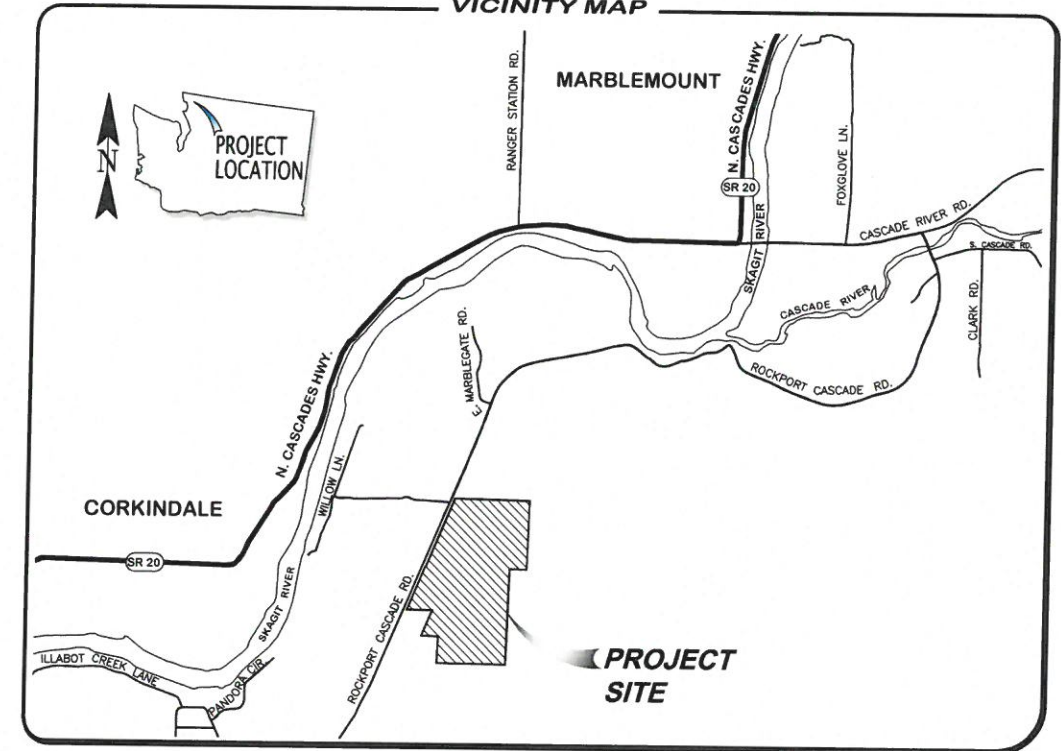 VICINITY MAP
MARBLEMOUNT
RANGER STATION RD.
N. CASCADES HWY.
SR 20
SKAGIT RIVER
FOXGLOVE LN.
CASCADE RIVER RD.
S. CASCADE RD.
CLARK RD.
CASCADE RIVER
ROCKPORT CASCADE RD.
N
PROJECT
LOCATION
E/ MARBLEGATE RD.
N. CASCADES HWY.
WILLOW LN.
CORKINDALE
SR 20
SKAGIT RIVER
ROCKPORT CASCADE RD.
ILLABOT CREEK LANE
PANDORA CIR
PROJECT
SITE